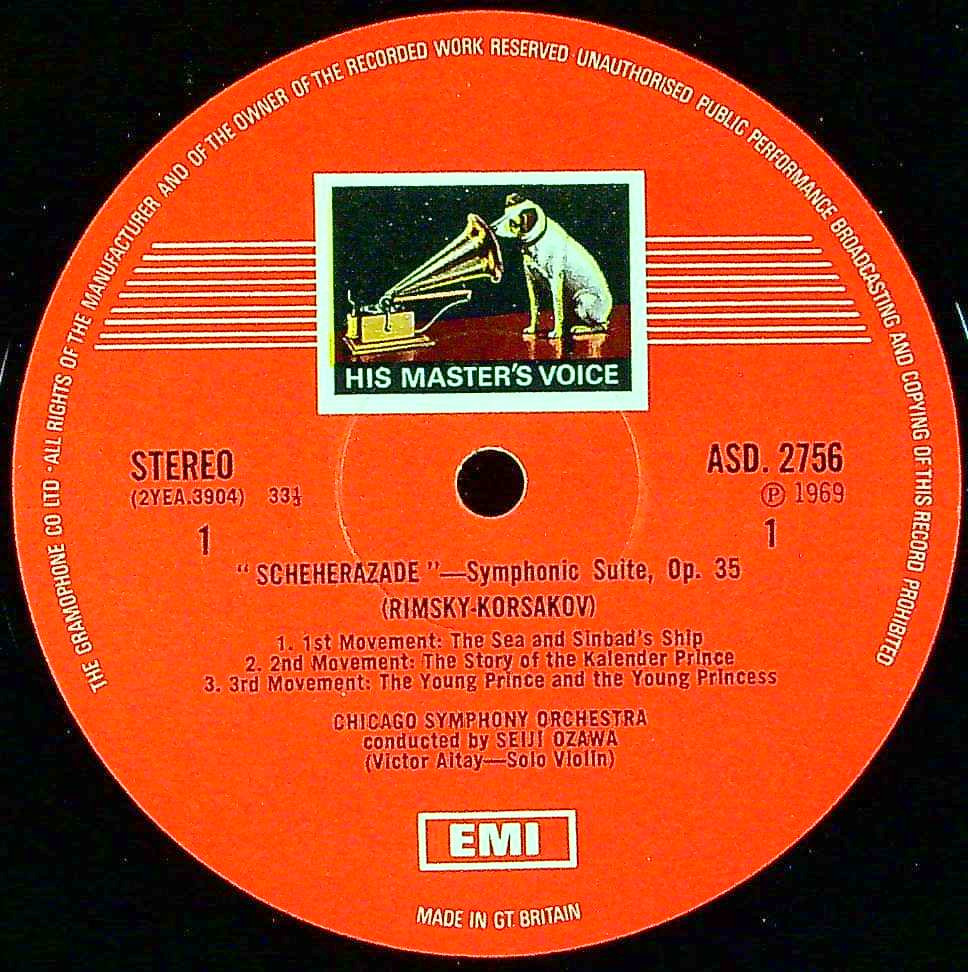 THE GRAMOPHONE CO LTD · ALL RIGHTS OF THE MANUFACTURER AND OF THE OWNER OF THE RECORDED WORK RESERVED · UNAUTHORISED PUBLIC PERFORMANCE BROADCASTING AND COPYING OF THIS RECORD PROHIBITED
HIS MASTER'S VOICE
STEREO
(2YEA.3904) 33⅓
1
ASD. 2756
Ⓟ 1969
1
"SCHEHERAZADE"—Symphonic Suite, Op. 35
(RIMSKY-KORSAKOV)
1. 1st Movement: The Sea and Sinbad's Ship
2. 2nd Movement: The Story of the Kalender Prince
3. 3rd Movement: The Young Prince and the Young Princess
CHICAGO SYMPHONY ORCHESTRA
conducted by SEIJI OZAWA
(Victor Aitay—Solo Violin)
EMI
MADE IN GT. BRITAIN